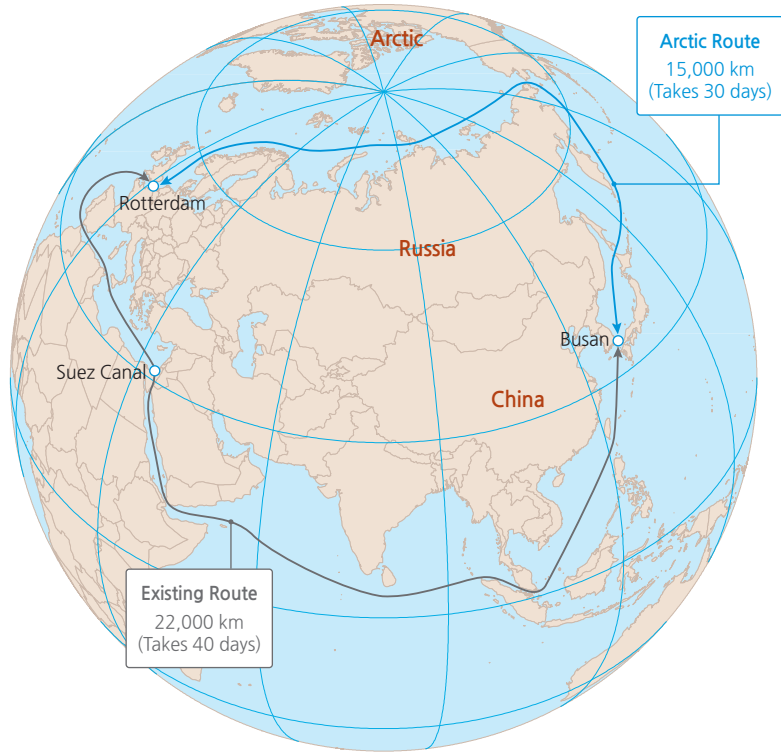 Arctic
Arctic Route
15,000 km
(Takes 30 days)
Rotterdam
Russia
Busan
Suez Canal
China
Existing Route
22,000 km
(Takes 40 days)